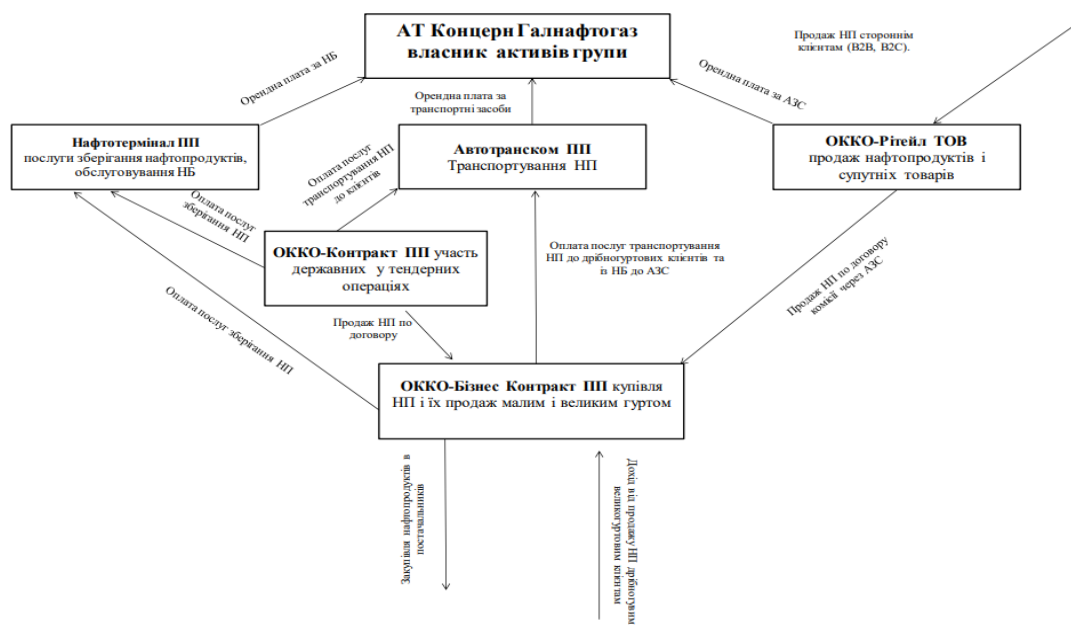 АТ Концерн Галнафтогаз
власник активів групи
Продаж НП стороннім
клієнтам (B2B, B2C).
Орендна плата за НБ
Орендна плата за
транспортні засоби
Орендна плата за АЗС
Нафтотермінал ПП
послуги зберігання нафтопродуктів,
обслуговування НБ
Автотранском ПП
Транспортування НП
ОККО-Рітейл ТОВ
продаж нафтопродуктів і
супутніх товарів
Оплата послуг
транспортування НП
до клієнтів
Оплата послуг
зберігання НП
ОККО-Контракт ПП участь
державних у тендерних
операціях
Оплата послуг транспортування
НП до дрібногуртових клієнтів та
із НБ до АЗС
Продаж НП по договору
комісії через АЗС
Оплата послуг зберігання НП
Продаж НП по
договору
ОККО-Бізнес Контракт ПП купівля
НП і їх продаж малим і великим гуртом
Закупівля нафтопродуктів в
постачальників
Дохід від продажу НП дрібногувим
великогуртовим клієнтам